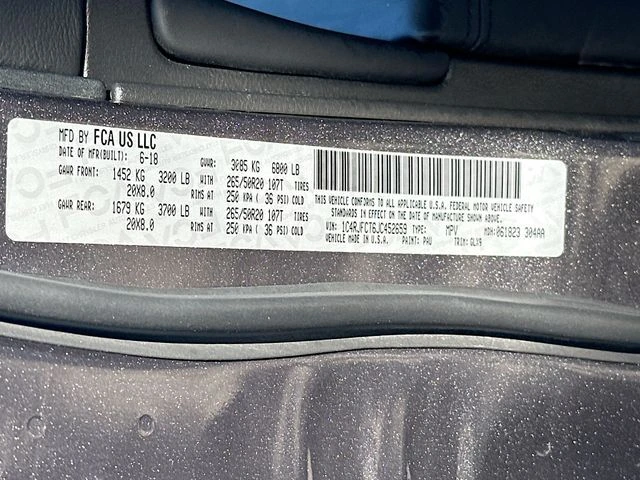 MFD BY FCA US LLC
DATE OF MFR(BUILT): 6-18 GVWR: 3085 KG 6800 LB
GAWR FRONT: 1452 KG 3200 LB WITH 265/50R20 107T TIRES
20X8.0 RIMS AT 250 KPA ( 36 PSI) COLD
GAWR REAR: 1679 KG 3700 LB WITH 265/50R20 107T TIRES
20X8.0 RIMS AT 250 KPA ( 36 PSI) COLD
THIS VEHICLE CONFORMS TO ALL APPLICABLE U.S.A. FEDERAL MOTOR VEHICLE SAFETY
STANDARDS IN EFFECT ON THE DATE OF MANUFACTURE SHOWN ABOVE.
VIN: 1C4RJFCT6JC452659 TYPE: MPV MDH: 061823 304AA
VEHICLE MADE IN U.S.A. PAINT: PAU TRIM: GLX9